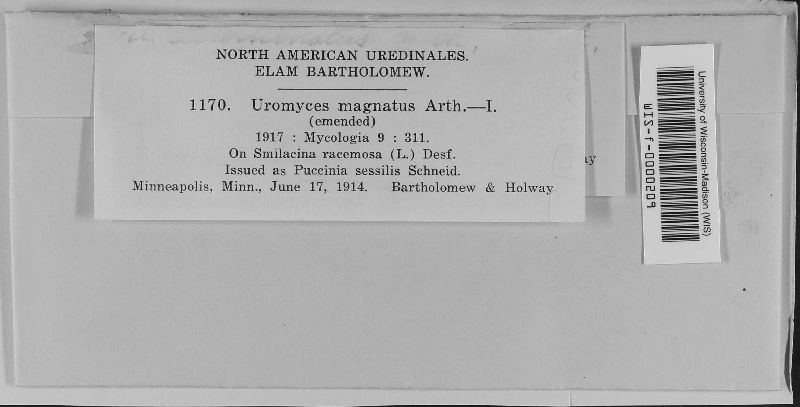 NORTH AMERICAN UREDINALES.
ELAM BARTHOLOMEW.
1170. Uromyces magnatus Arth.—I.
(emended)
1917 : Mycologia 9 : 311.
On Smilacina racemosa (L.) Desf.
Issued as Puccinia sessilis Schneid.
Minneapolis, Minn., June 17, 1914. Bartholomew & Holway
ay
University of Wisconsin-Madison (WIS)
WIS-f-0000209